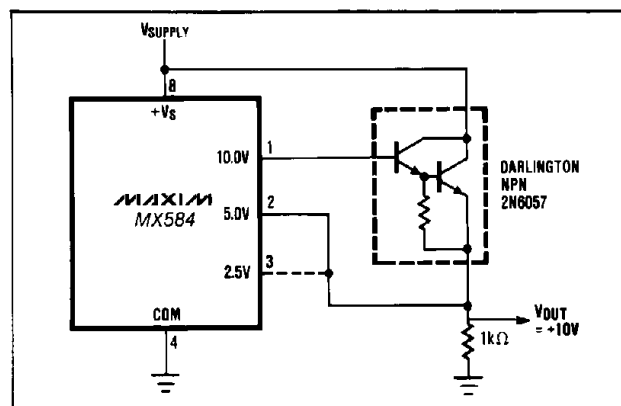 VSUPPLY
8
+VS
10.0V
1
DARLINGTON
NPN
2N6057
MAXIM
MX584
5.0V
2
2.5V
3
COM
4
VOUT
= +10V
1kΩ